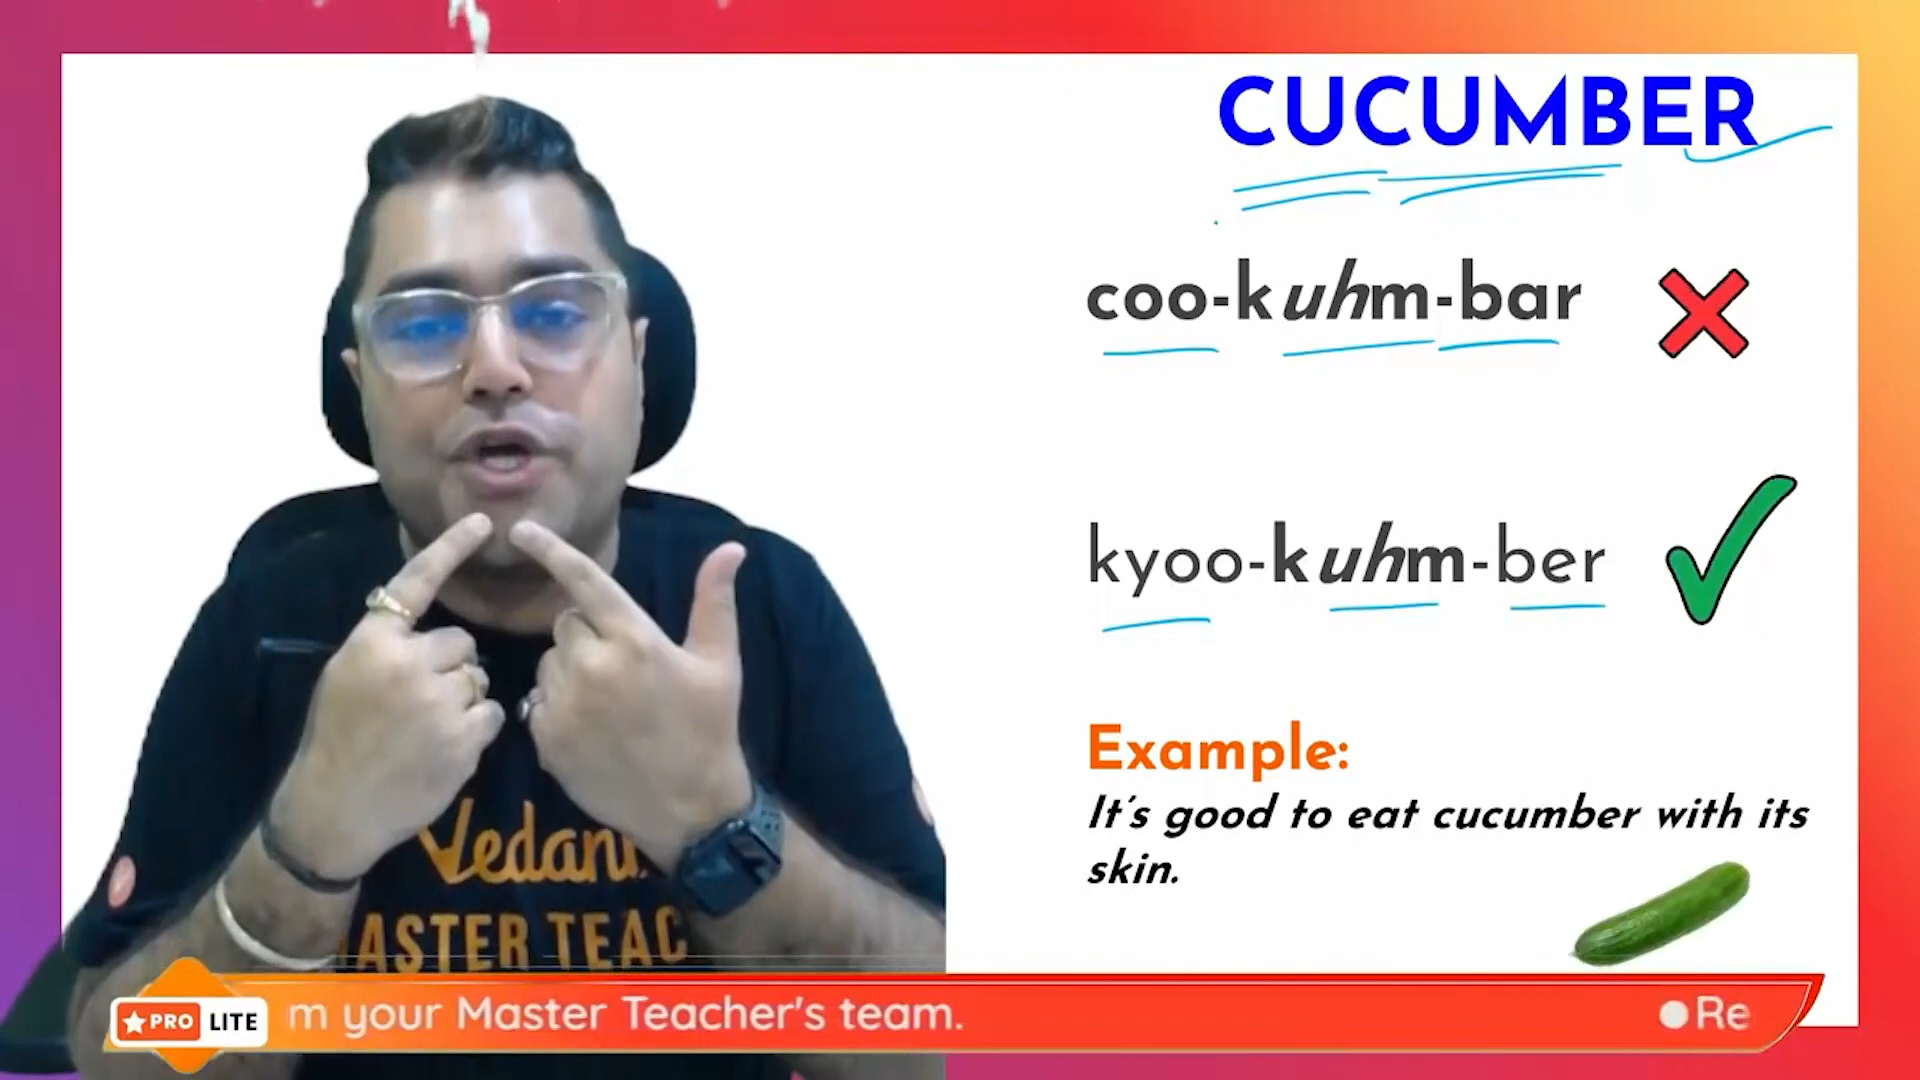 CUCUMBER
coo-kuhm-bar
kyoo-kuhm-ber
Example:
It's good to eat cucumber with its
skin.
ASTER TEAC
PRO LITE
m your Master Teacher's team.
Re